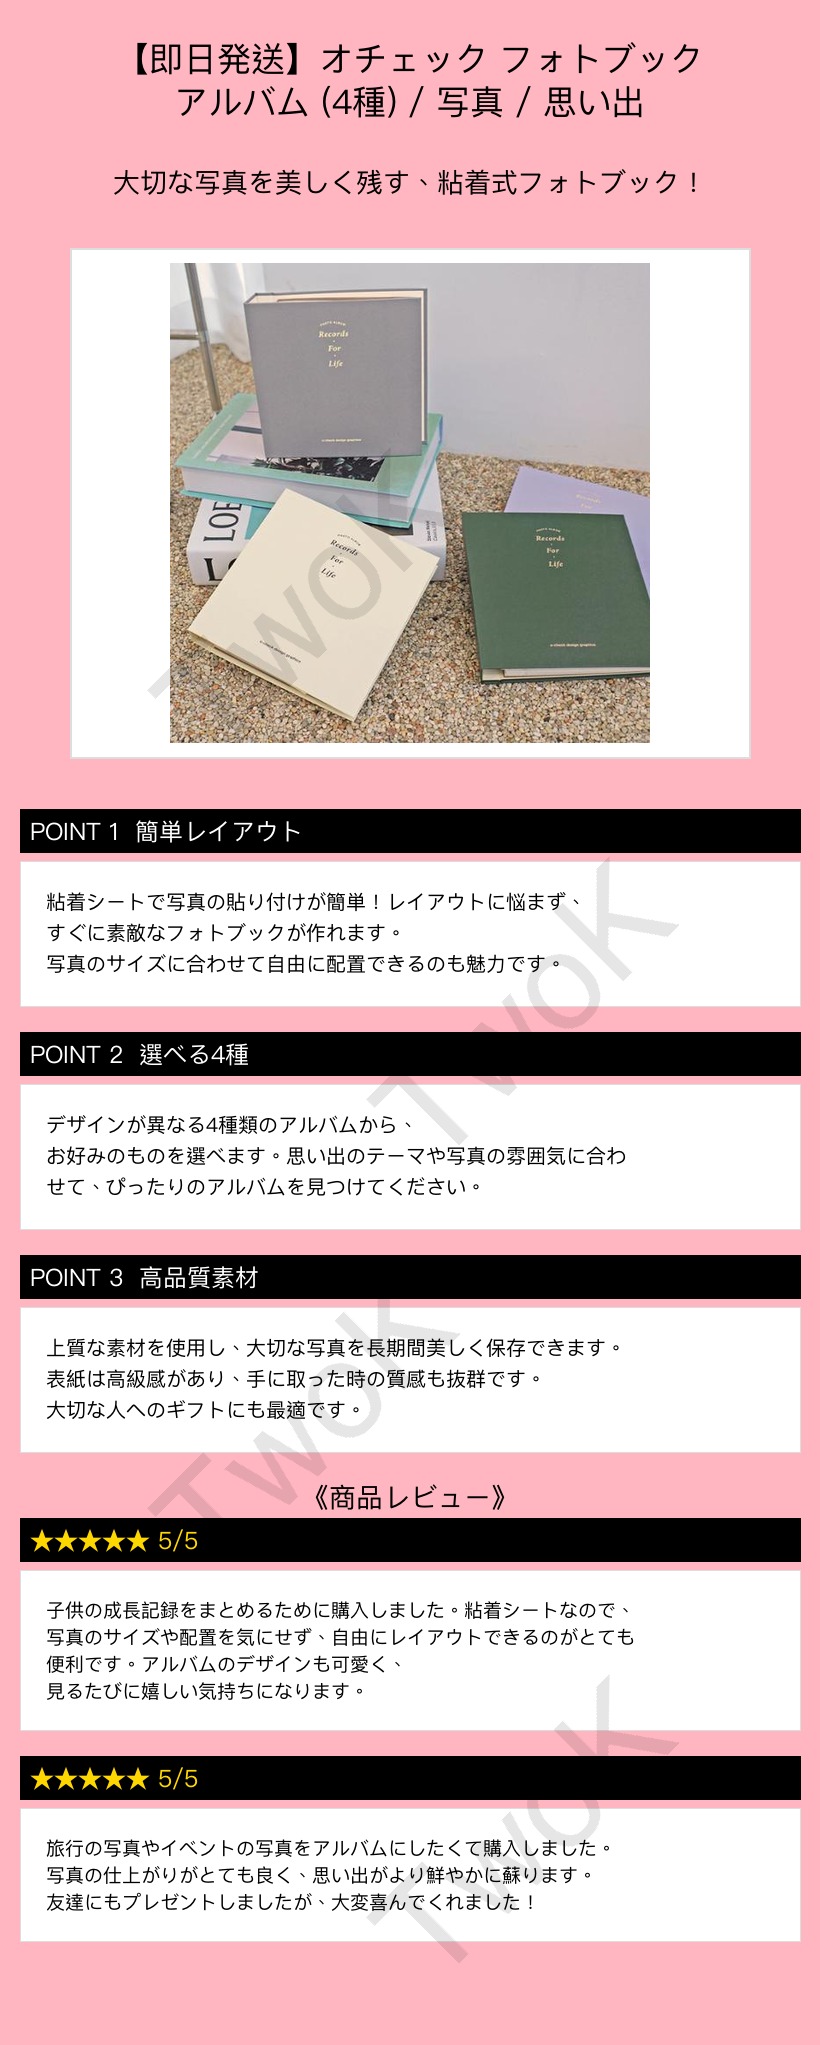 【即日発送】オチェック フォトブック
アルバム (4種) / 写真 / 思い出
大切な写真を美しく残す、粘着式フォトブック！
PHOTO ALBUM
Records
For
Life
o-check design graphics
LOE
PHOTO ALBUM
Records
For
Life
o-check design graphics
PHOTO ALBUM
Records
For
Life
o-check design graphics
TwoK
POINT 1 簡単レイアウト
粘着シートで写真の貼り付けが簡単！レイアウトに悩まず、
すぐに素敵なフォトブックが作れます。
写真のサイズに合わせて自由に配置できるのも魅力です。
TwoK
POINT 2 選べる4種
デザインが異なる4種類のアルバムから、
お好みのものを選べます。思い出のテーマや写真の雰囲気に合わ
せて、ぴったりのアルバムを見つけてください。
POINT 3 高品質素材
上質な素材を使用し、大切な写真を長期間美しく保存できます。
表紙は高級感があり、手に取った時の質感も抜群です。
大切な人へのギフトにも最適です。
TwoK
《商品レビュー》
★★★★★ 5/5
子供の成長記録をまとめるために購入しました。粘着シートなので、
写真のサイズや配置を気にせず、自由にレイアウトできるのがとても
便利です。アルバムのデザインも可愛く、
見るたびに嬉しい気持ちになります。
★★★★★ 5/5
旅行の写真やイベントの写真をアルバムにしたくて購入しました。
写真の仕上がりがとても良く、思い出がより鮮やかに蘇ります。
友達にもプレゼントしましたが、大変喜んでくれました！
TwoK